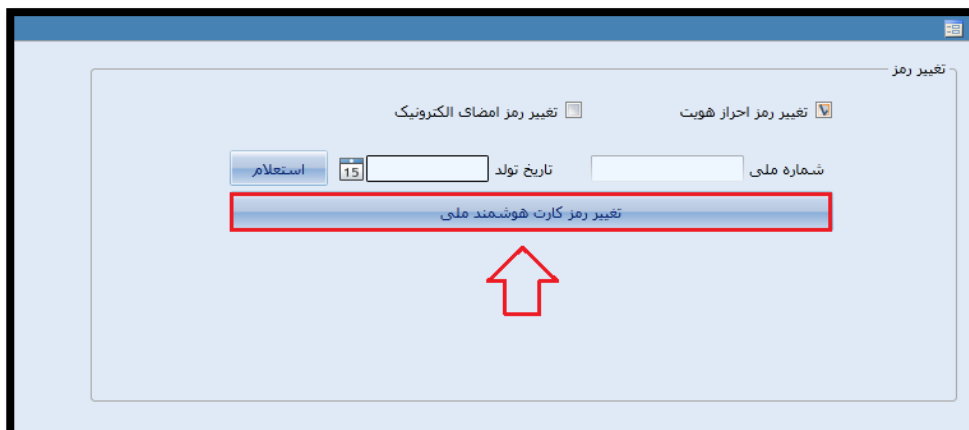 تغییر رمز
تغییر رمز احراز هویت تغییر رمز امضای الکترونیک
شماره ملی تاریخ تولد 15 استعلام
تغییر رمز کارت هوشمند ملی